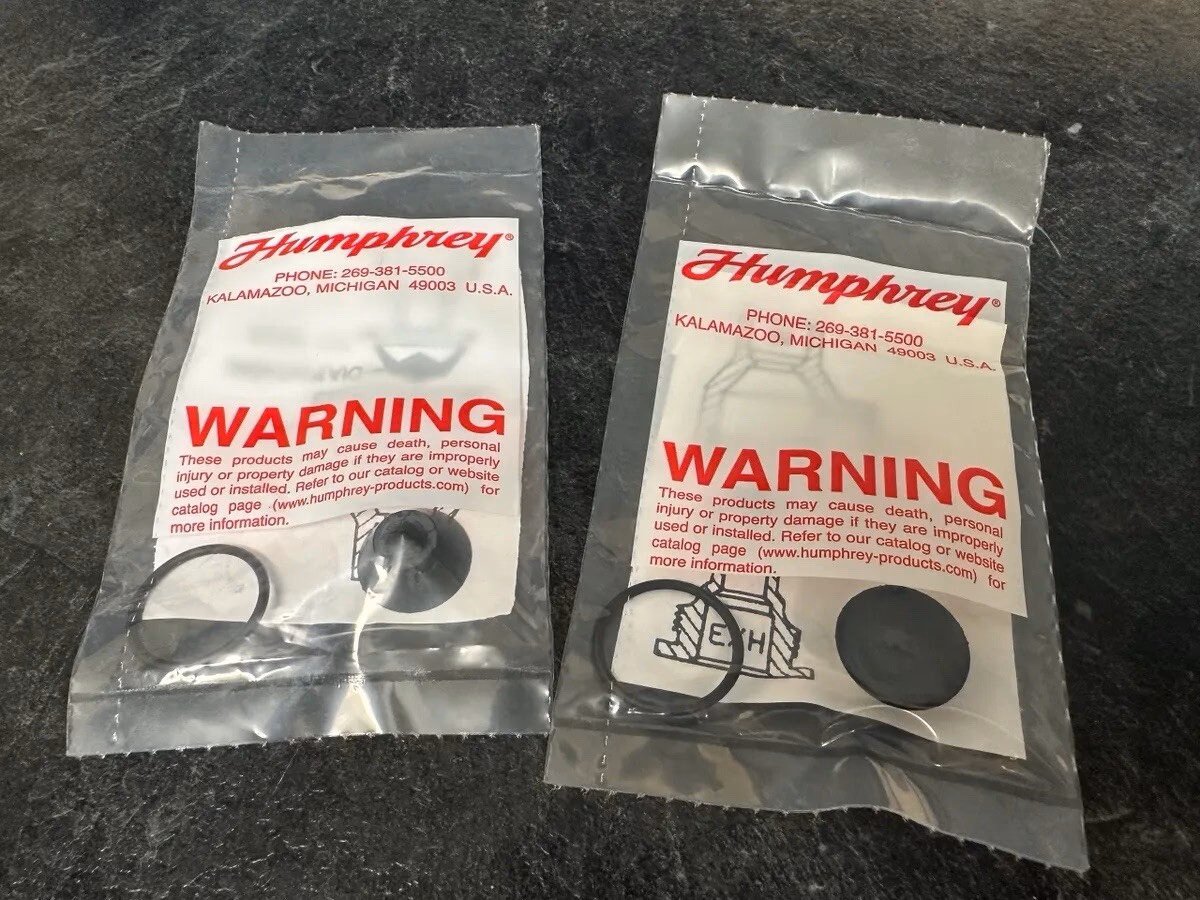 Humphrey®
PHONE: 269-381-5500
KALAMAZOO, MICHIGAN 49003 U.S.A.
WARNING
These products may cause death, personal
injury or property damage if they are improperly
used or installed. Refer to our catalog or website
catalog page (www.humphrey-products.com) for
more information.
Humphrey®
PHONE: 269-381-5500
KALAMAZOO, MICHIGAN 49003 U.S.A.
WARNING
These products may cause death, personal
injury or property damage if they are improperly
used or installed. Refer to our catalog or website
catalog page (www.humphrey-products.com) for
more information.
EXH